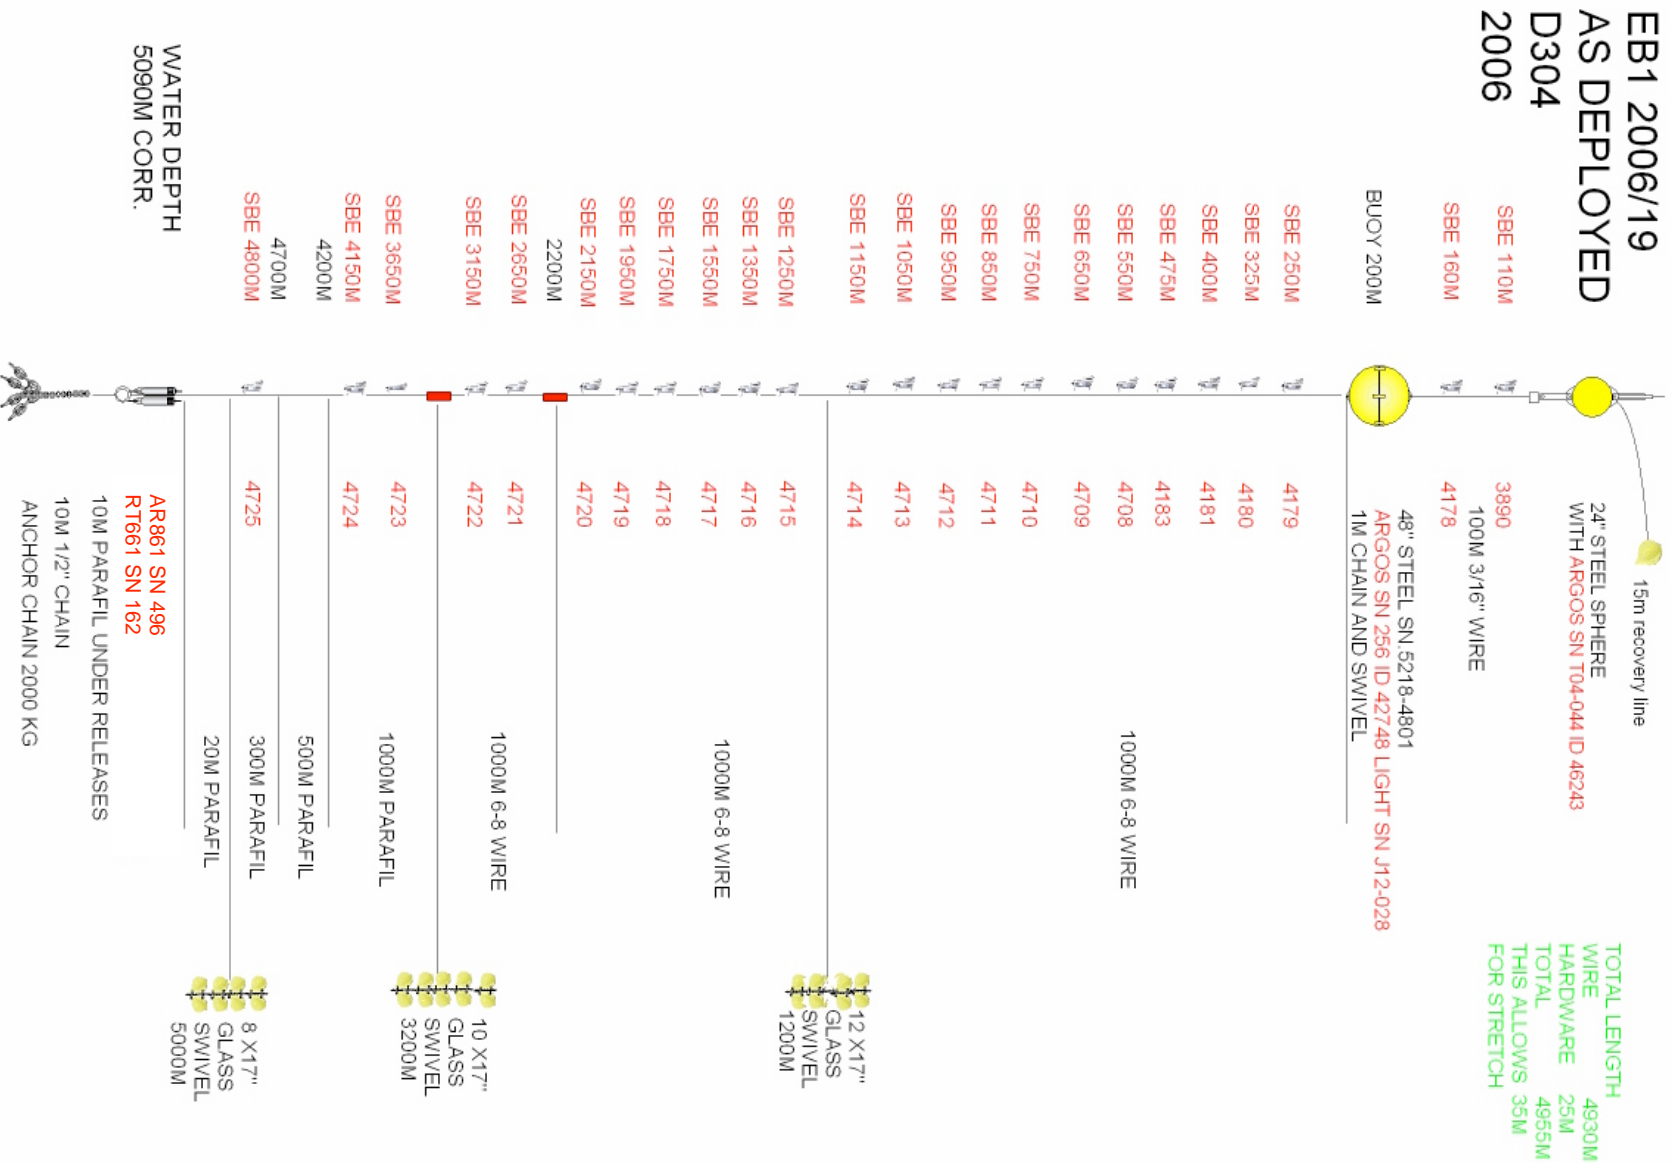 EB1 2006/19
AS DEPLOYED
D304
2006
15m recovery line
24" STEEL SPHERE
WITH ARGOS SN T04-044 ID 46243
TOTAL LENGTH
WIRE 4930M
HARDWARE 25M
TOTAL 4955M
THIS ALLOWS 35M
FOR STRETCH
SBE 110M 3890
100M 3/16" WIRE
SBE 160M 4178
BUOY 200M
48" STEEL SN.5218-4801
ARGOS SN 256 ID 42748 LIGHT SN J12-028
1M CHAIN AND SWIVEL
SBE 250M 4179
SBE 325M 4180
SBE 400M 4181
SBE 475M 4183
SBE 550M 4708
1000M 6-8 WIRE
SBE 650M 4709
SBE 750M 4710
SBE 850M 4711
SBE 950M 4712
SBE 1050M 4713
SBE 1150M 4714
12 X17"
GLASS
SWIVEL
1200M
SBE 1250M 4715
SBE 1350M 4716
SBE 1550M 4717
1000M 6-8 WIRE
SBE 1750M 4718
SBE 1950M 4719
SBE 2150M 4720
2200M
SBE 2650M 4721
1000M 6-8 WIRE
SBE 3150M 4722
10 X17"
GLASS
SWIVEL
3200M
SBE 3650M 4723
1000M PARAFIL
SBE 4150M 4724
4200M
500M PARAFIL
4700M
300M PARAFIL
SBE 4800M 4725
8 X17"
GLASS
SWIVEL
5000M
20M PARAFIL
WATER DEPTH
5090M CORR.
AR861 SN 496
RT661 SN 162
10M PARAFIL UNDER RELEASES
10M 1/2" CHAIN
ANCHOR CHAIN 2000 KG